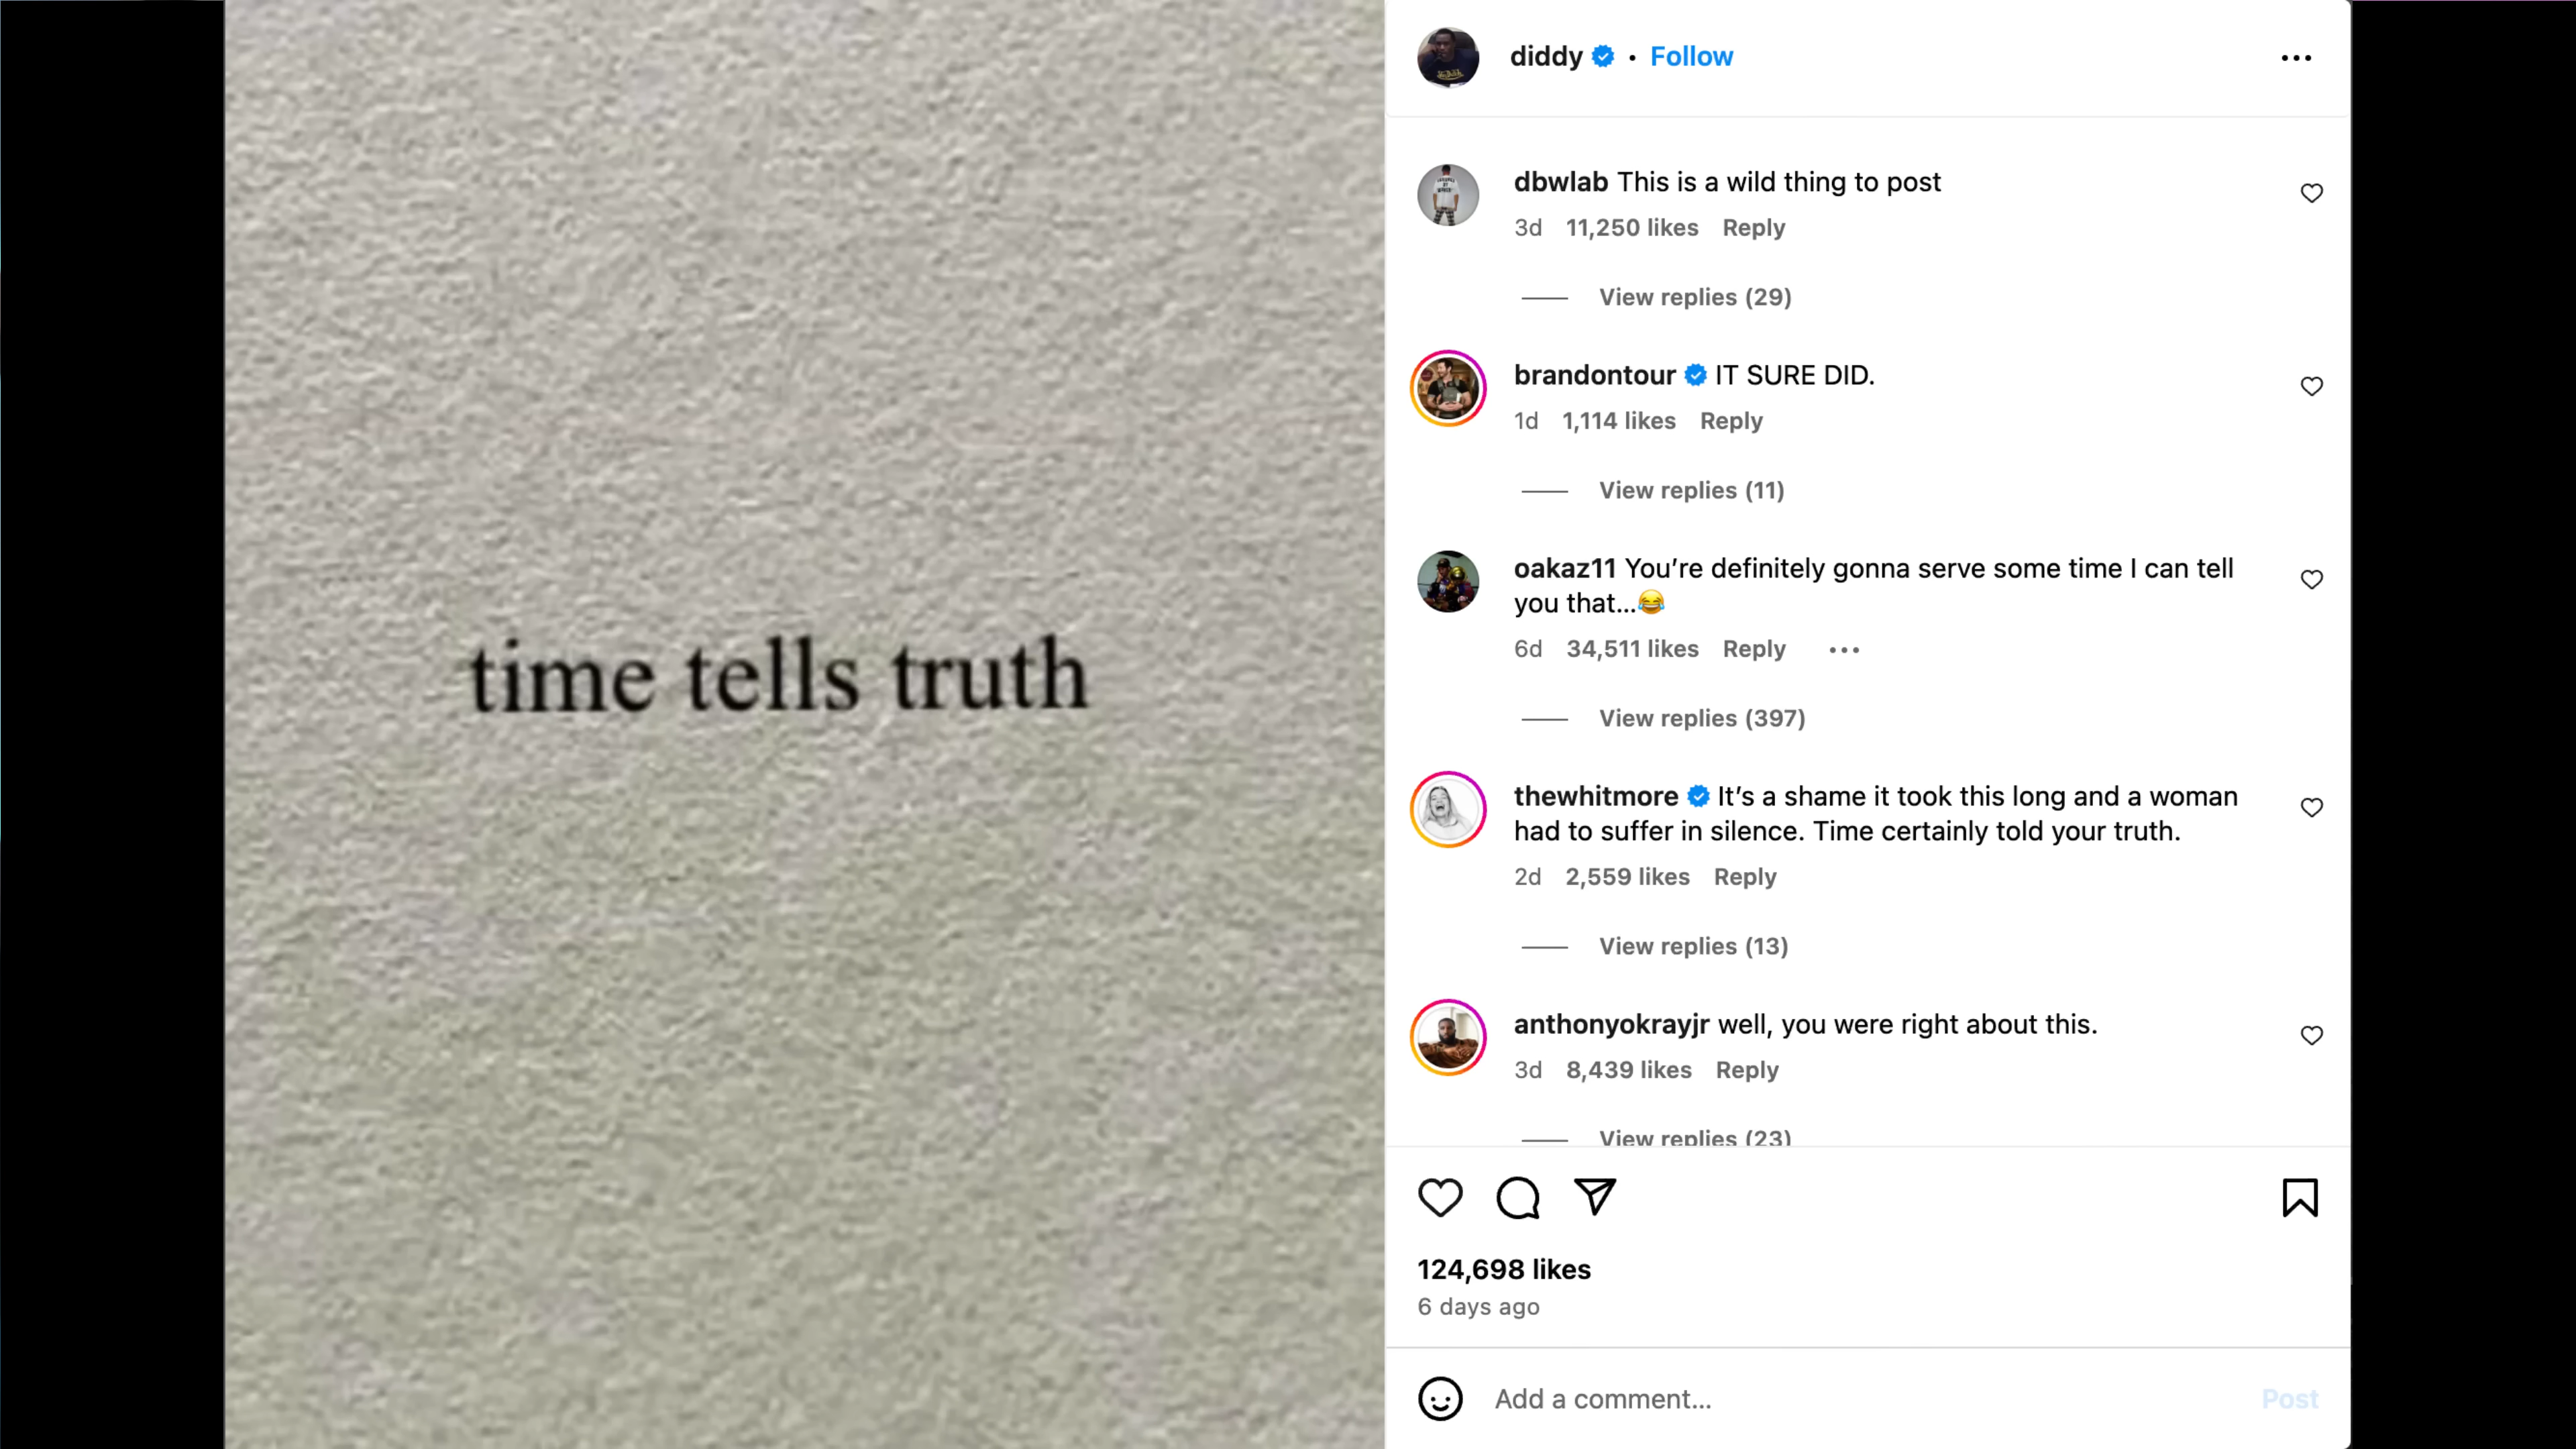 time tells truth
diddy • Follow
dbwlab This is a wild thing to post
3d 11,250 likes Reply
View replies (29)
brandontour IT SURE DID.
1d 1,114 likes Reply
View replies (11)
oakaz11 You’re definitely gonna serve some time I can tell
you that...😂
6d 34,511 likes Reply
View replies (397)
thewhitmore It’s a shame it took this long and a woman
had to suffer in silence. Time certainly told your truth.
2d 2,559 likes Reply
View replies (13)
anthonyokrayjr well, you were right about this.
3d 8,439 likes Reply
View replies (23)
124,698 likes
6 days ago
Add a comment...
Post